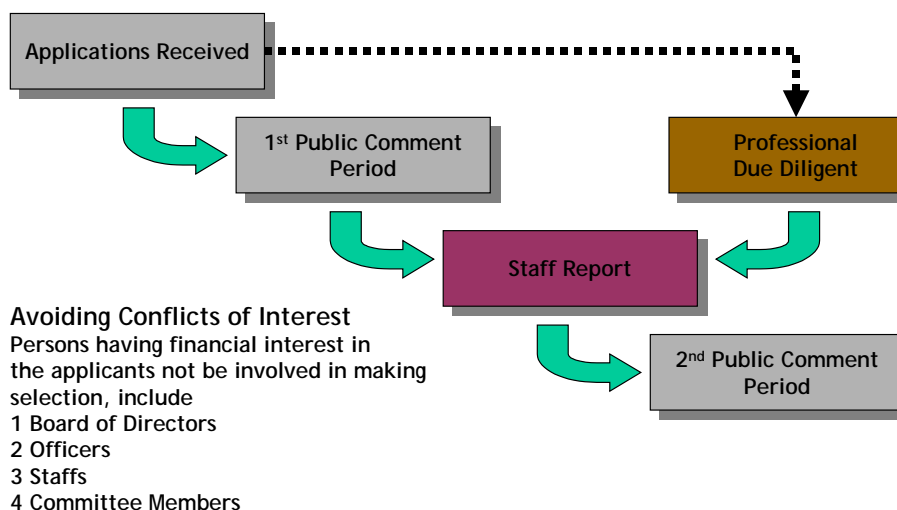 Applications Received
1st Public Comment
Period
Professional
Due Diligent
Staff Report
2nd Public Comment
Period
Avoiding Conflicts of Interest
Persons having financial interest in
the applicants not be involved in making
selection, include
1 Board of Directors
2 Officers
3 Staffs
4 Committee Members